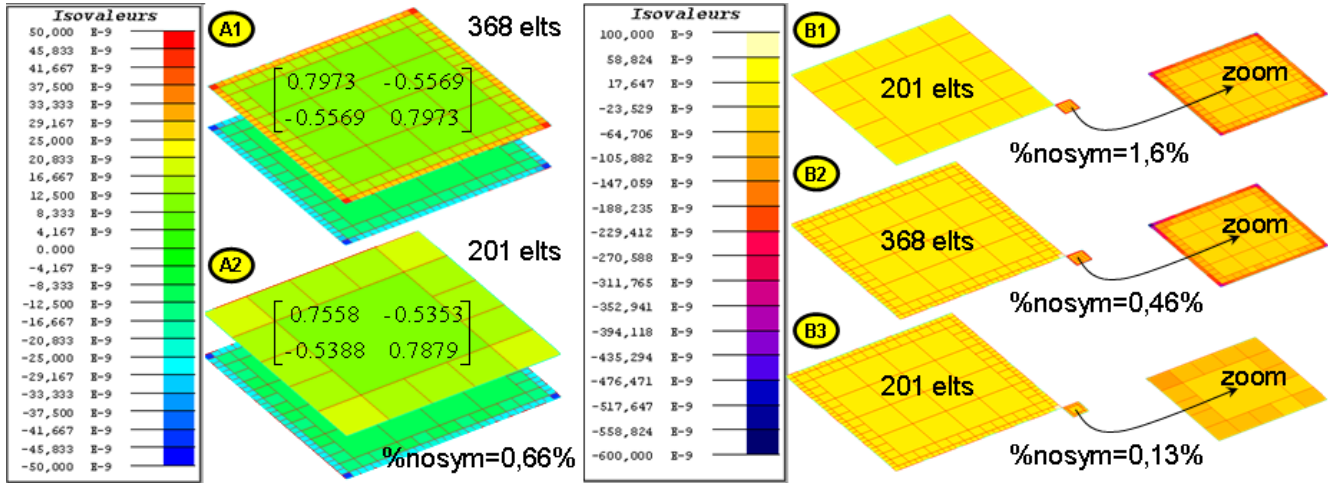 Isovaleurs
50,000 E-9
45.833 E-9
41,667 E-9
37,500 E-9
33,333 E-9
29,167 E-9
25,000 E-9
20,833 E-9
16,667 E-9
12,500 E-9
8,333 E-9
4,167 E-9
0.000
-4,167 E-9
-8,333 E-9
-12,500 E-9
-16,667 E-9
-20,833 E-9
-25,000 E-9
-29,167 E-9
-33,333 E-9
-37,500 E-9
-41,667 E-9
-45,833 E-9
-50,000 E-9
A1
368 elts
0.7973 -0.5569
-0.5569 0.7973
A2
201 elts
0.7558 -0.5353
-0.5388 0.7879
%nosym=0,66%
Isovaleurs
100,000 E-9
58,824 E-9
17,647 E-9
-23,529 E-9
-64,706 E-9
-105,882 E-9
-147,059 E-9
-188,235 E-9
-229,412 E-9
-270,588 E-9
-311,765 E-9
-352,941 E-9
-394,118 E-9
-435,294 E-9
-476,471 E-9
-517,647 E-9
-558,824 E-9
-600,000 E-9
B1
201 elts
zoom
%nosym=1,6%
B2
368 elts
zoom
%nosym=0,46%
B3
201 elts
zoom
%nosym=0,13%